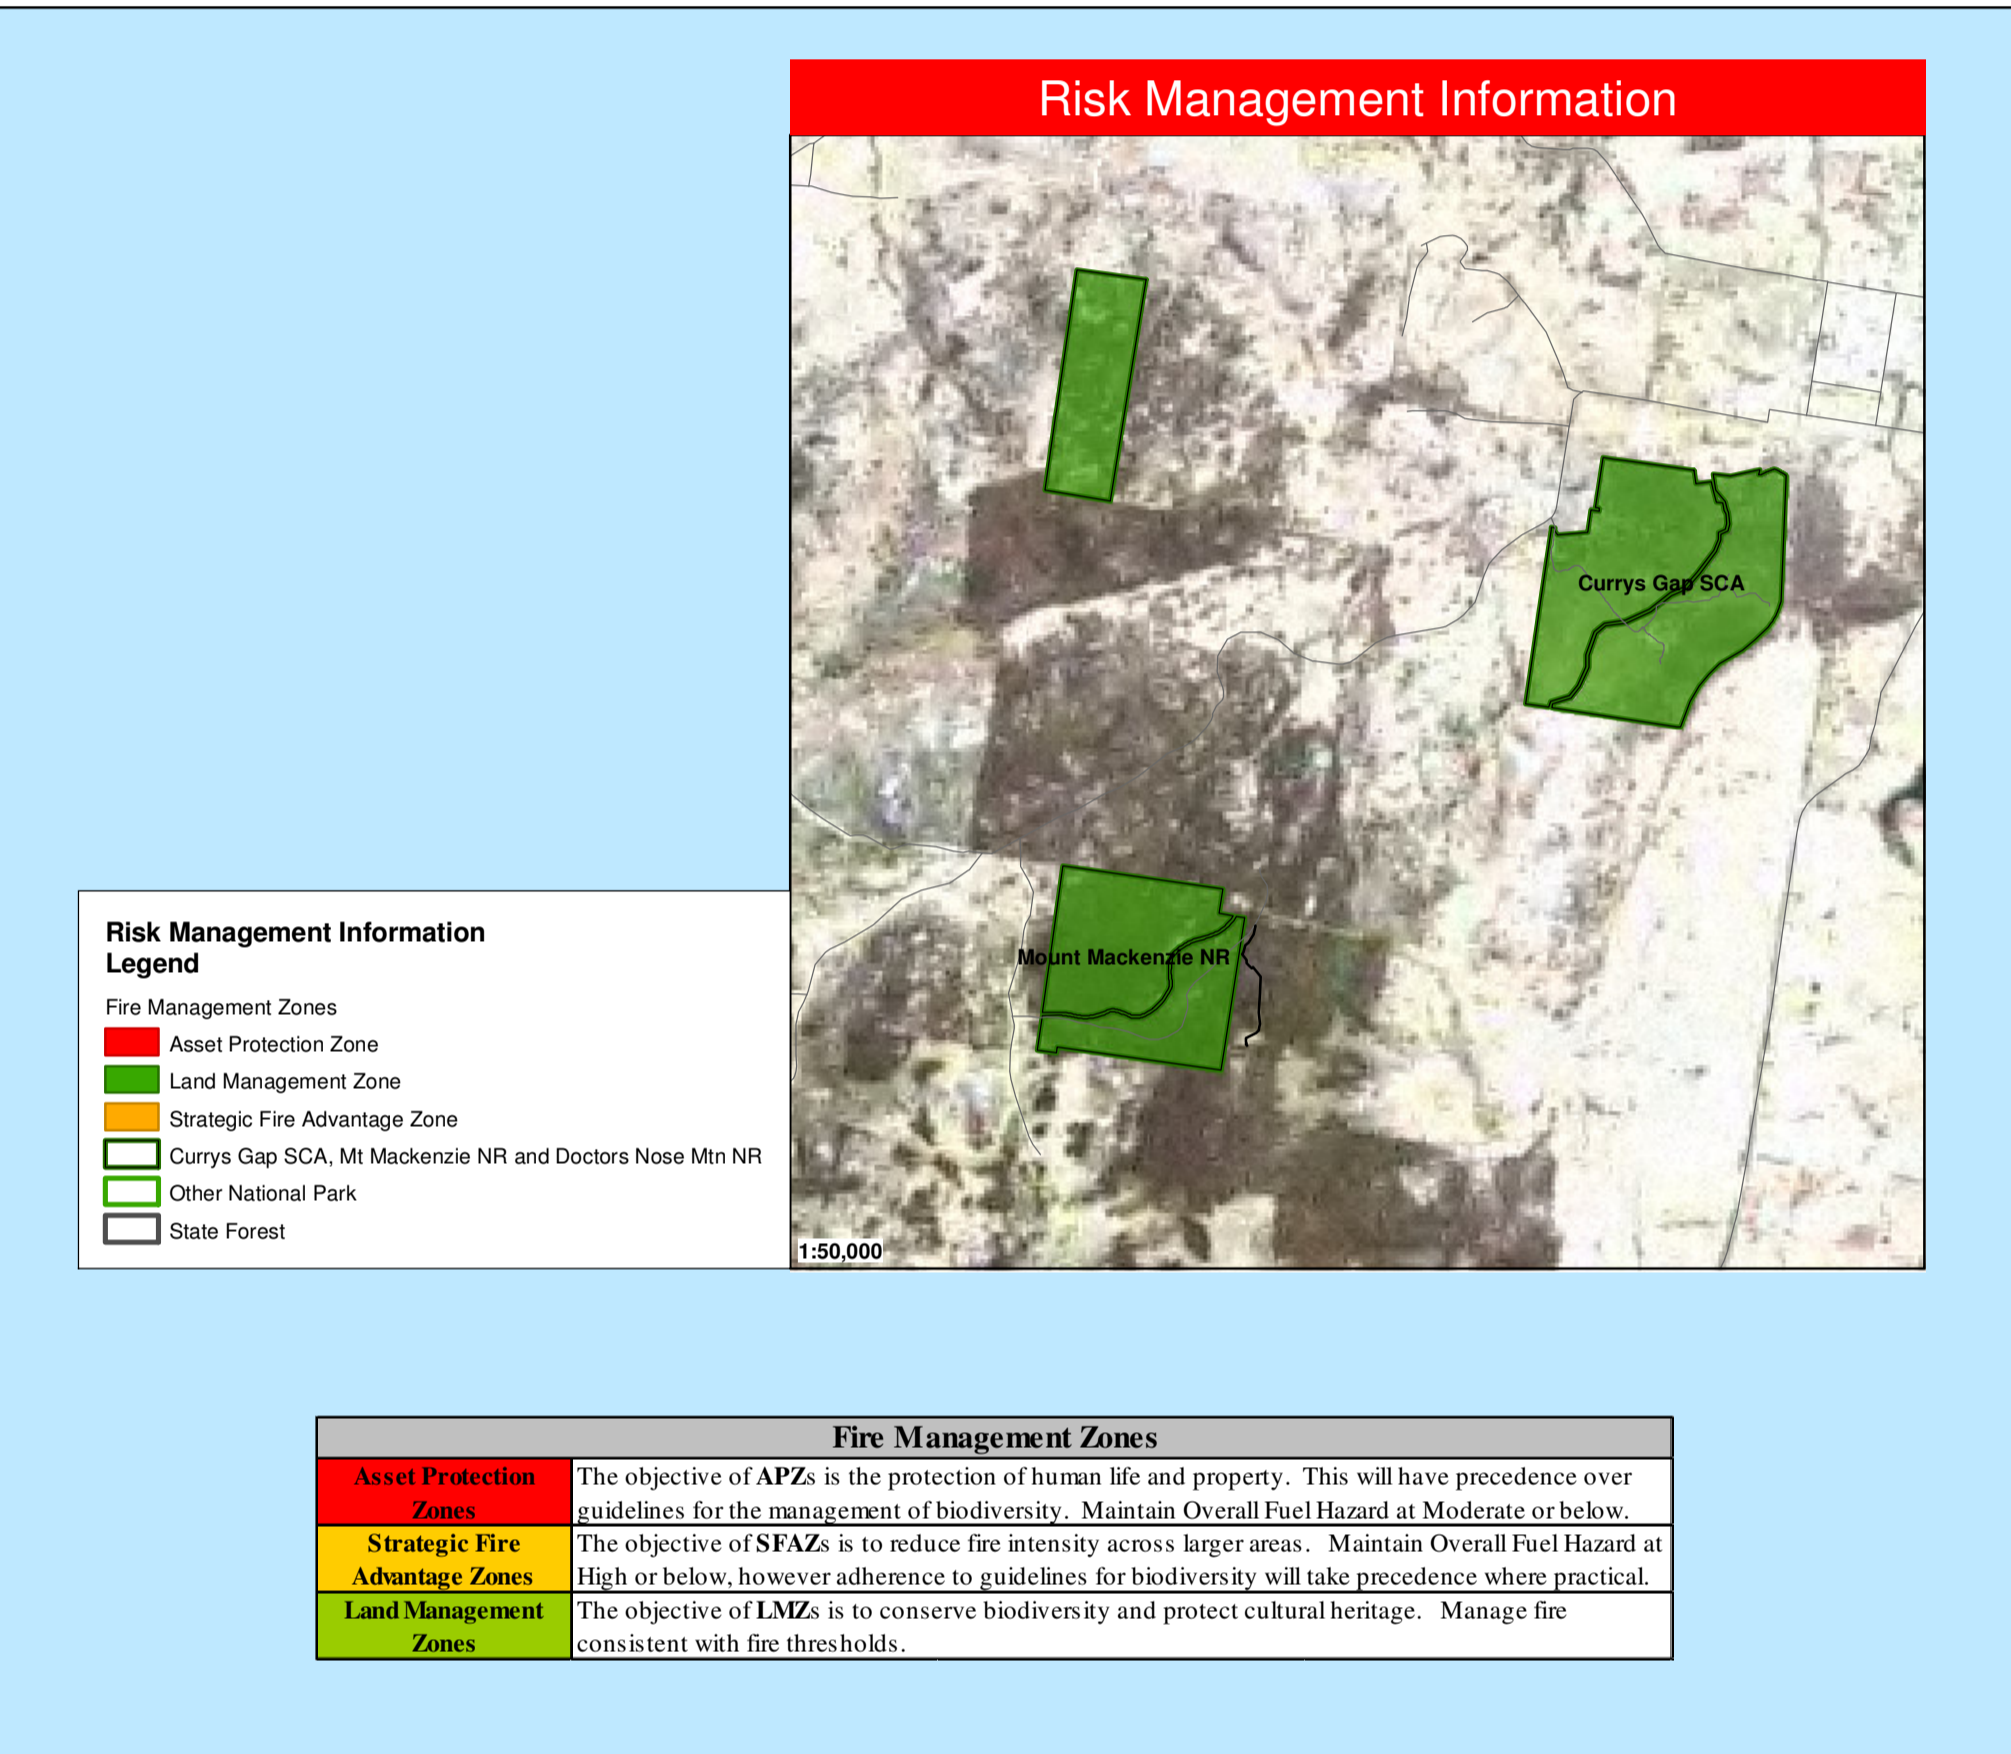 Risk Management Information
Currys Gap SCA
Mount Mackenzie NR
1:50,000
Risk Management Information
Legend
Fire Management Zones
Asset Protection Zone
Land Management Zone
Strategic Fire Advantage Zone
Currys Gap SCA, Mt Mackenzie NR and Doctors Nose Mtn NR
Other National Park
State Forest
Fire Management Zones
Asset Protection
Zones
The objective of APZs is the protection of human life and property. This will have precedence over
guidelines for the management of biodiversity. Maintain Overall Fuel Hazard at Moderate or below.
Strategic Fire
Advantage Zones
The objective of SFAZs is to reduce fire intensity across larger areas. Maintain Overall Fuel Hazard at
High or below, however adherence to guidelines for biodiversity will take precedence where practical.
Land Management
Zones
The objective of LMZs is to conserve biodiversity and protect cultural heritage. Manage fire
consistent with fire thresholds.